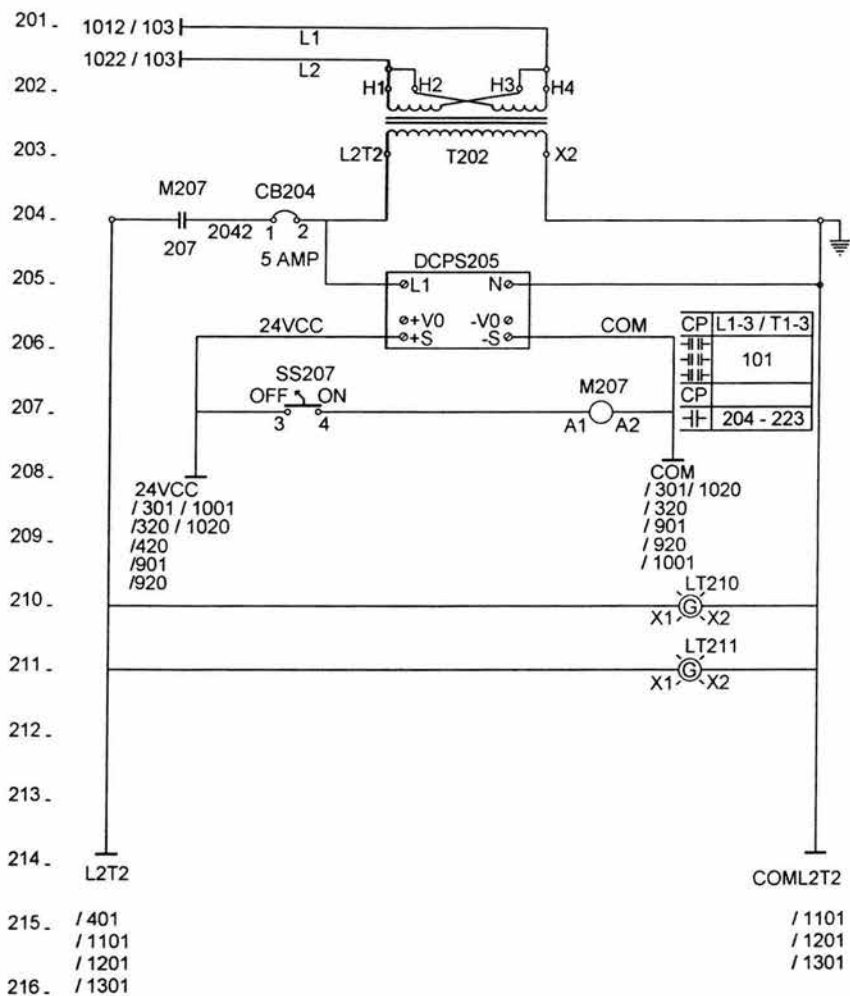 201 -
1012 / 103
L1
1022 / 103
L2
202 -
H1 H2 H3 H4
203 -
L2T2 T202 X2
M207 CB204
204 -
207 2042 1 2
5 AMP
DCPS205
205 -
L1 N
+V0 -V0
24VCC COM
206 -
+S -S
CP L1-3 / T1-3
101
CP
204 - 223
SS207
OFF ON
M207
207 -
3 4
A1 A2
208 -
24VCC
/ 301 / 1001
/320 / 1020
/420
/901
/920
COM
/ 301/ 1020
/ 320
/ 901
/ 920
/ 1001
209 -
LT210
210 -
G
X1 X2
LT211
211 -
G
X1 X2
212 -
213 -
214 -
L2T2
COML2T2
215 -
/ 401
/ 1101
/ 1201
/ 1301
/ 1101
/ 1201
/ 1301
216 -